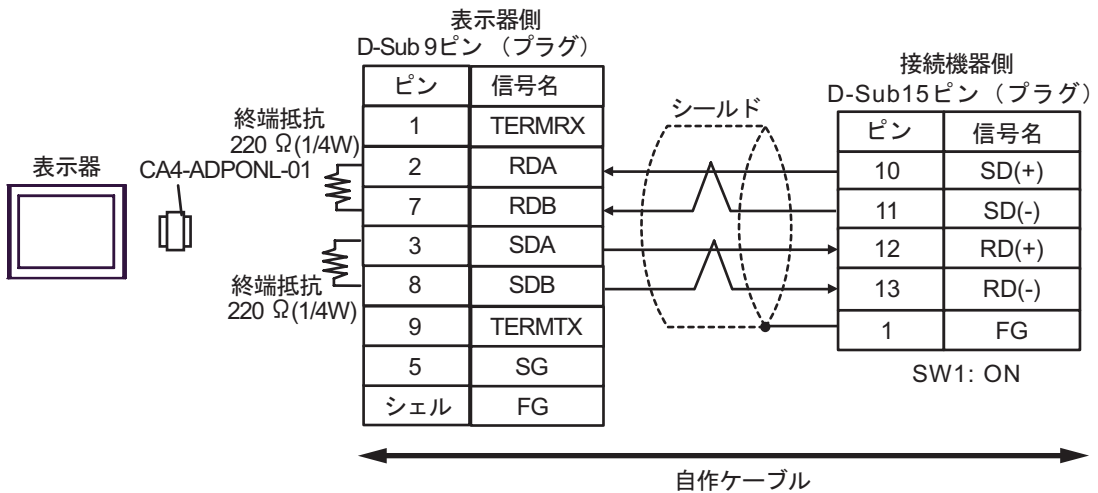 表示器側
D-Sub 9ピン （プラグ）
ピン 信号名
1 TERMRX
2 RDA
7 RDB
3 SDA
8 SDB
9 TERMTX
5 SG
シェル FG
終端抵抗
220 Ω(1/4W)
表示器
CA4-ADPONL-01
終端抵抗
220 Ω(1/4W)
シールド
接続機器側
D-Sub15ピン（プラグ）
ピン 信号名
10 SD(+)
11 SD(-)
12 RD(+)
13 RD(-)
1 FG
SW1: ON
自作ケーブル